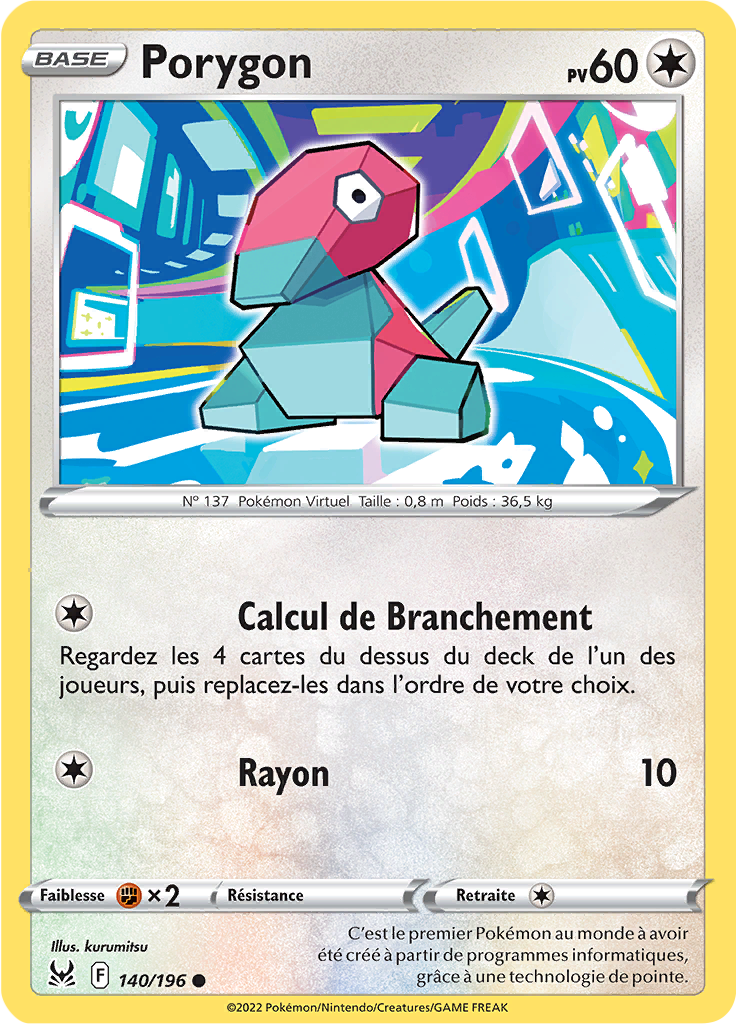 BASE Porygon PV60
Nº 137 Pokémon Virtuel Taille : 0,8 m Poids : 36,5 kg
Calcul de Branchement
Regardez les 4 cartes du dessus du deck de l'un des
joueurs, puis replacez-les dans l'ordre de votre choix.
Rayon 10
Faiblesse ×2 Résistance Retraite
Illus. kurumitsu
C'est le premier Pokémon au monde à avoir
été créé à partir de programmes informatiques,
grâce à une technologie de pointe.
F 140/196
©2022 Pokémon/Nintendo/Creatures/GAME FREAK